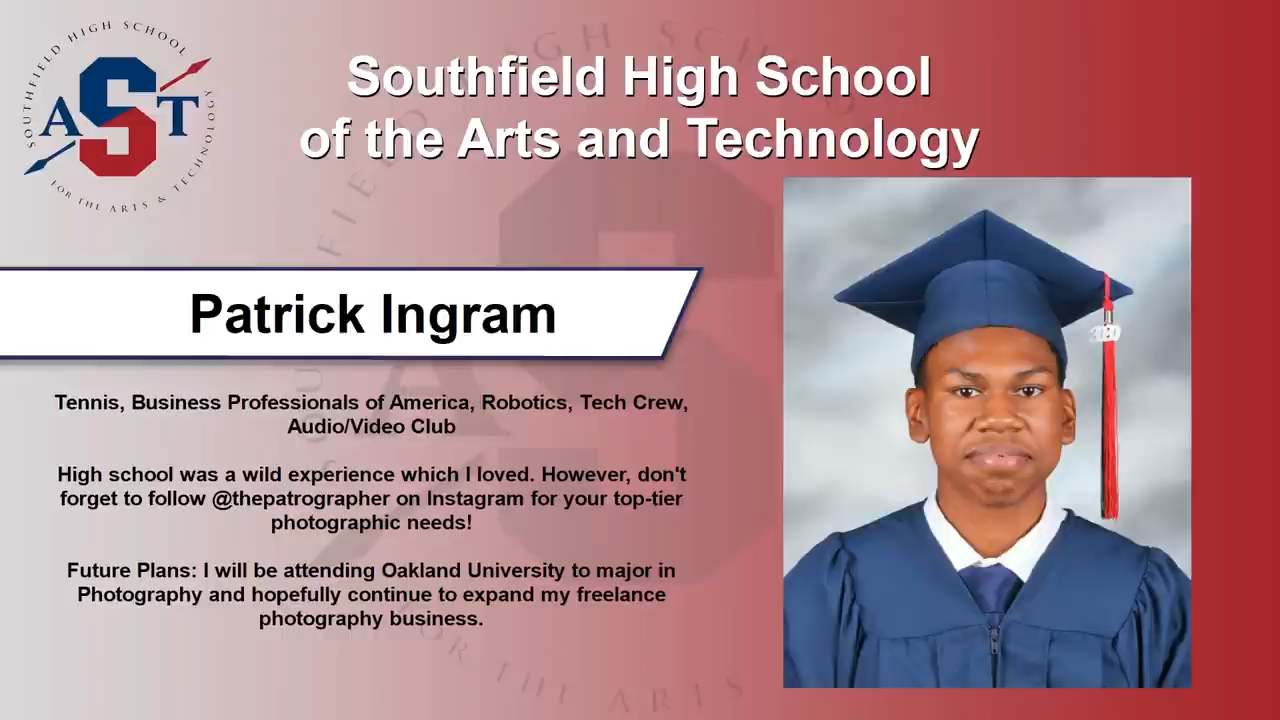 SOUTHFIELD HIGH SCHOOL
AST
FOR THE ARTS & TECHNOLOGY
Southfield High School
of the Arts and Technology
Patrick Ingram
Tennis, Business Professionals of America, Robotics, Tech Crew,
Audio/Video Club
High school was a wild experience which I loved. However, don't
forget to follow @thepatrographer on Instagram for your top-tier
photographic needs!
Future Plans: I will be attending Oakland University to major in
Photography and hopefully continue to expand my freelance
photography business.